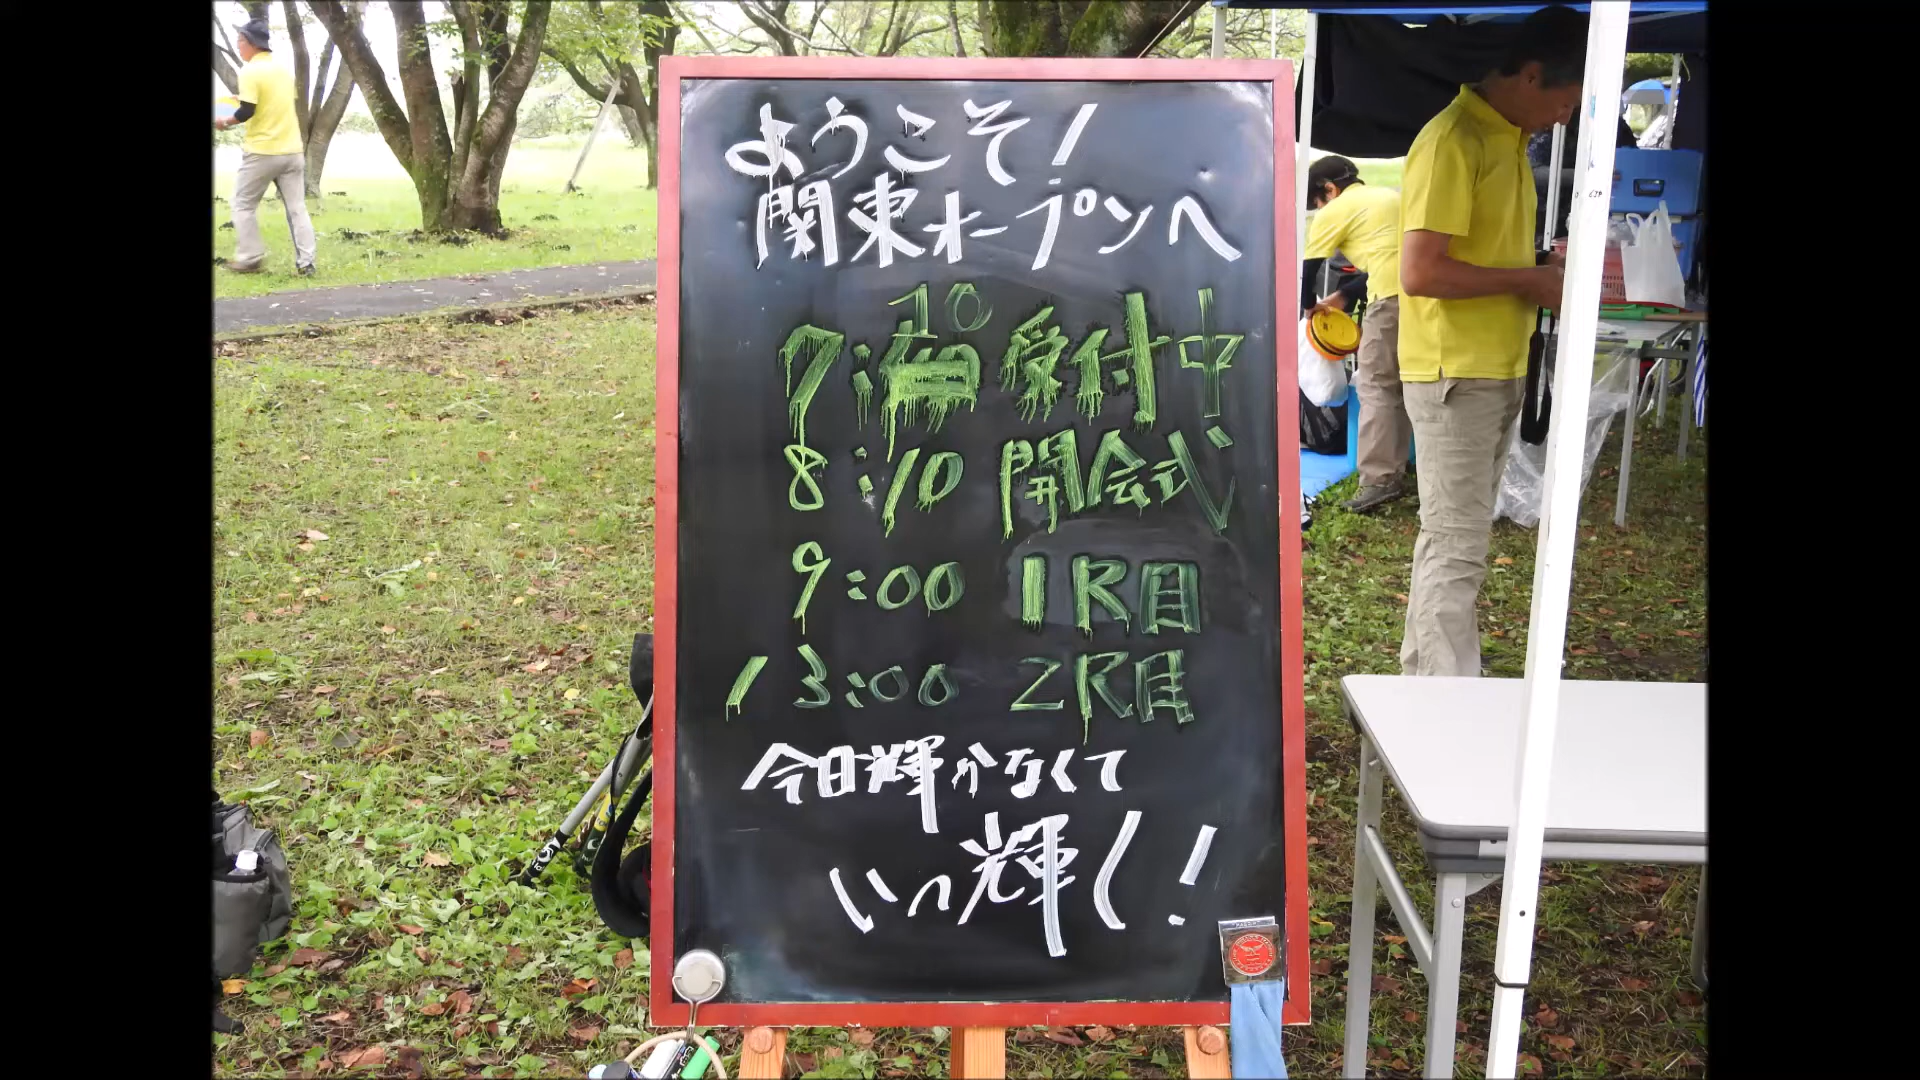 ようこそ!
関東オープンへ
7:10 受付中
8:10 開会式
9:00 1R目
13:00 2R目
今日輝かなくて
いつ輝く!